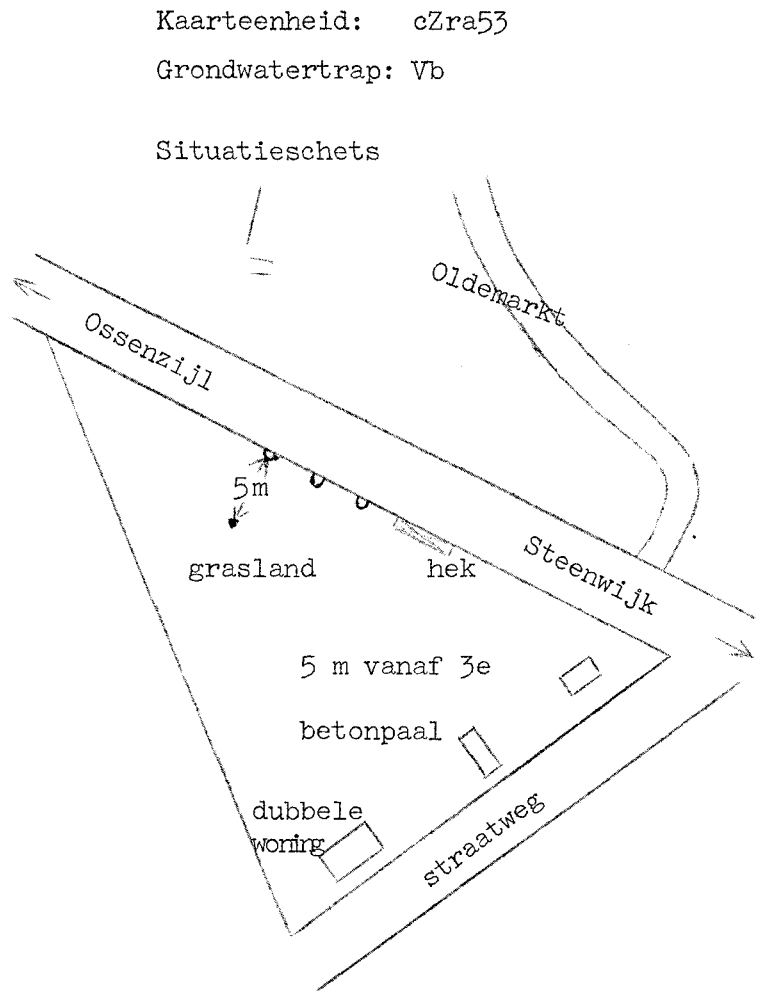 Kaarteenheid: cZra53
Grondwatertrap: Vb
Situatieschets
Oldemarkt
Ossenzijl
5m
Steenwijk
grasland
hek
5 m vanaf 3e
betonpaal
dubbele
woning
straatweg